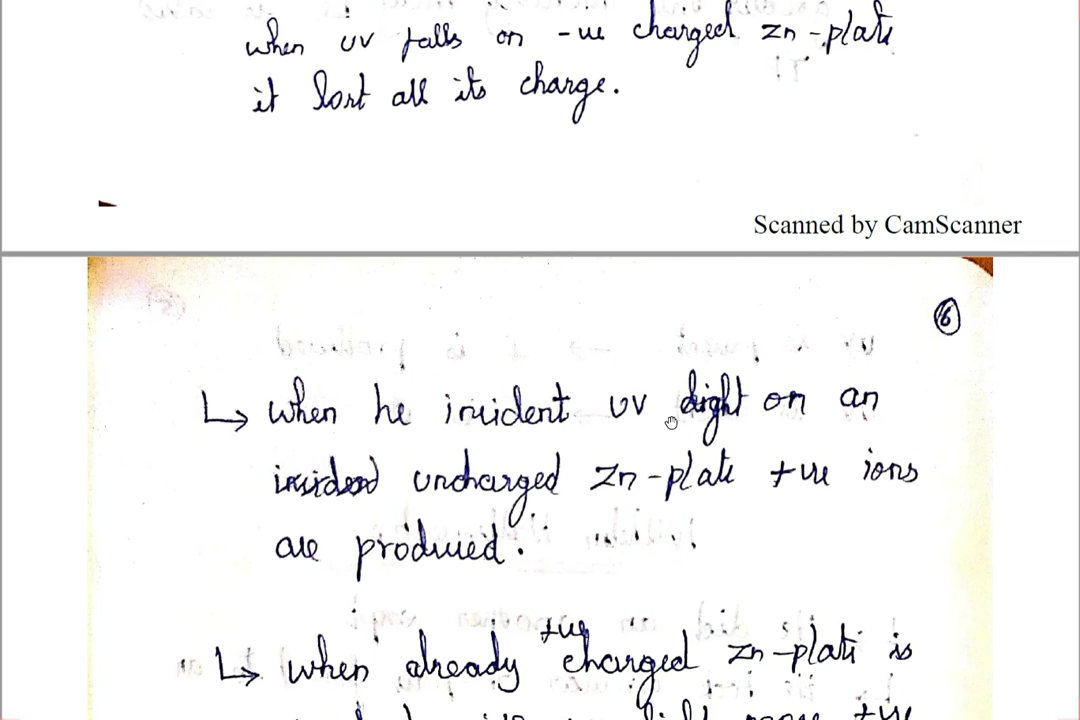 when uv falls on -ve charged zn-plate
it lost all its charge.
Scanned by CamScanner
6
↳ when he incident uv light on an
uncharged zn-plate +ve ions
are produced.
+ve
↳ when already charged zn-plate is